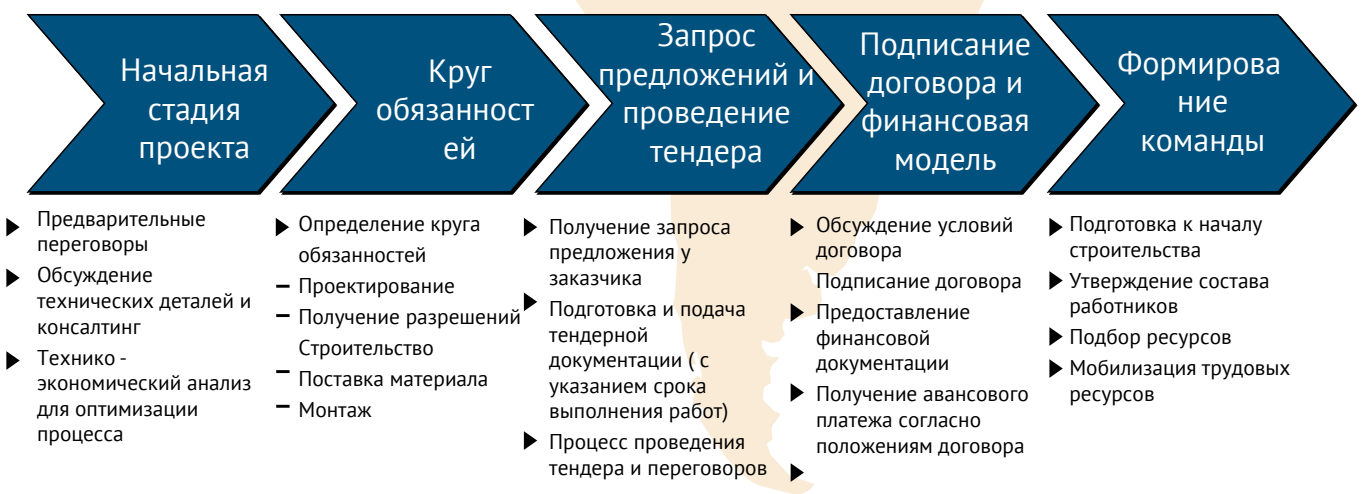 Начальная
стадия
проекта
Круг
обязанност
ей
Запрос
предложений и
проведение
тендера
Подписание
договора и
финансовая
модель
Формирова
ние
команды
Предварительные
переговоры
Обсуждение
технических деталей и
консалтинг
Технико -
экономический анализ
для оптимизации
процесса
Определение круга
обязанностей
– Проектирование
– Получение разрешений
Строительство
– Поставка материала
– Монтаж
Получение запроса
предложения у
заказчика
Подготовка и подача
тендерной
документации ( с
указанием срока
выполнения работ)
Процесс проведения
тендера и переговоров
Обсуждение условий
договора
Подписание договора
Предоставление
финансовой
документации
Получение авансового
платежа согласно
положениям договора
Подготовка к началу
строительства
Утверждение состава
работников
Подбор ресурсов
Мобилизация трудовых
ресурсов